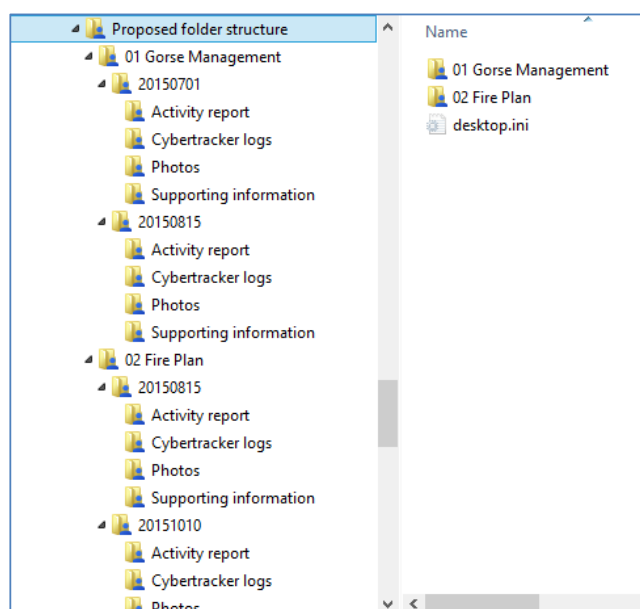 Proposed folder structure
01 Gorse Management
20150701
Activity report
Cybertracker logs
Photos
Supporting information
20150815
Activity report
Cybertracker logs
Photos
Supporting information
02 Fire Plan
20150815
Activity report
Cybertracker logs
Photos
Supporting information
20151010
Activity report
Cybertracker logs
Photos
Name
01 Gorse Management
02 Fire Plan
desktop.ini